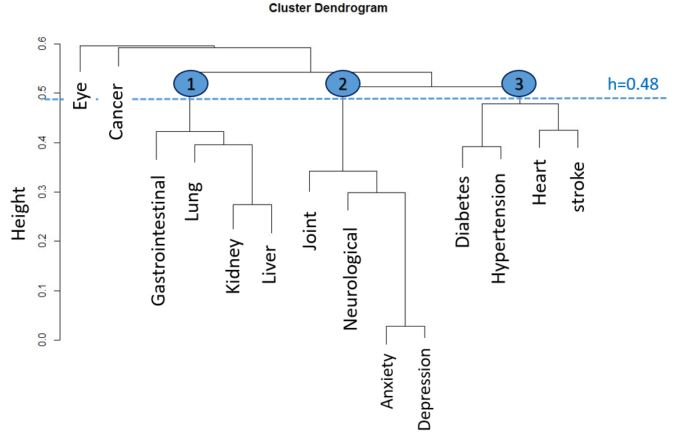 Cluster Dendrogram
Height
0.6
0.5
0.4
0.3
0.2
0.1
0.0
h=0.48
1
2
3
Eye
Cancer
Gastrointestinal
Lung
Kidney
Liver
Joint
Neurological
Anxiety
Depression
Diabetes
Hypertension
Heart
stroke